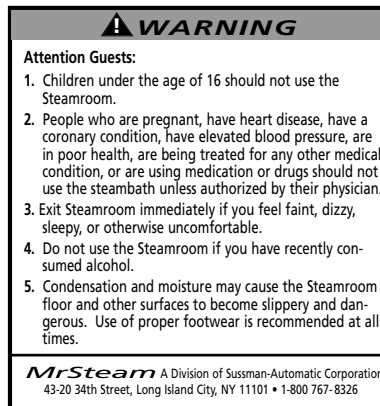 WARNING
Attention Guests:
1. Children under the age of 16 should not use the
Steamroom.
2. People who are pregnant, have heart disease, have a
coronary condition, have elevated blood pressure, are
in poor health, are being treated for any other medical
condition, or are using medication or drugs should not
use the steambath unless authorized by their physician.
3. Exit Steamroom immediately if you feel faint, dizzy,
sleepy, or otherwise uncomfortable.
4. Do not use the Steamroom if you have recently con-
sumed alcohol.
5. Condensation and moisture may cause the Steamroom
floor and other surfaces to become slippery and dan-
gerous. Use of proper footwear is recommended at all
times.
MrSteam A Division of Sussman-Automatic Corporation
43-20 34th Street, Long Island City, NY 11101 • 1-800 767-8326